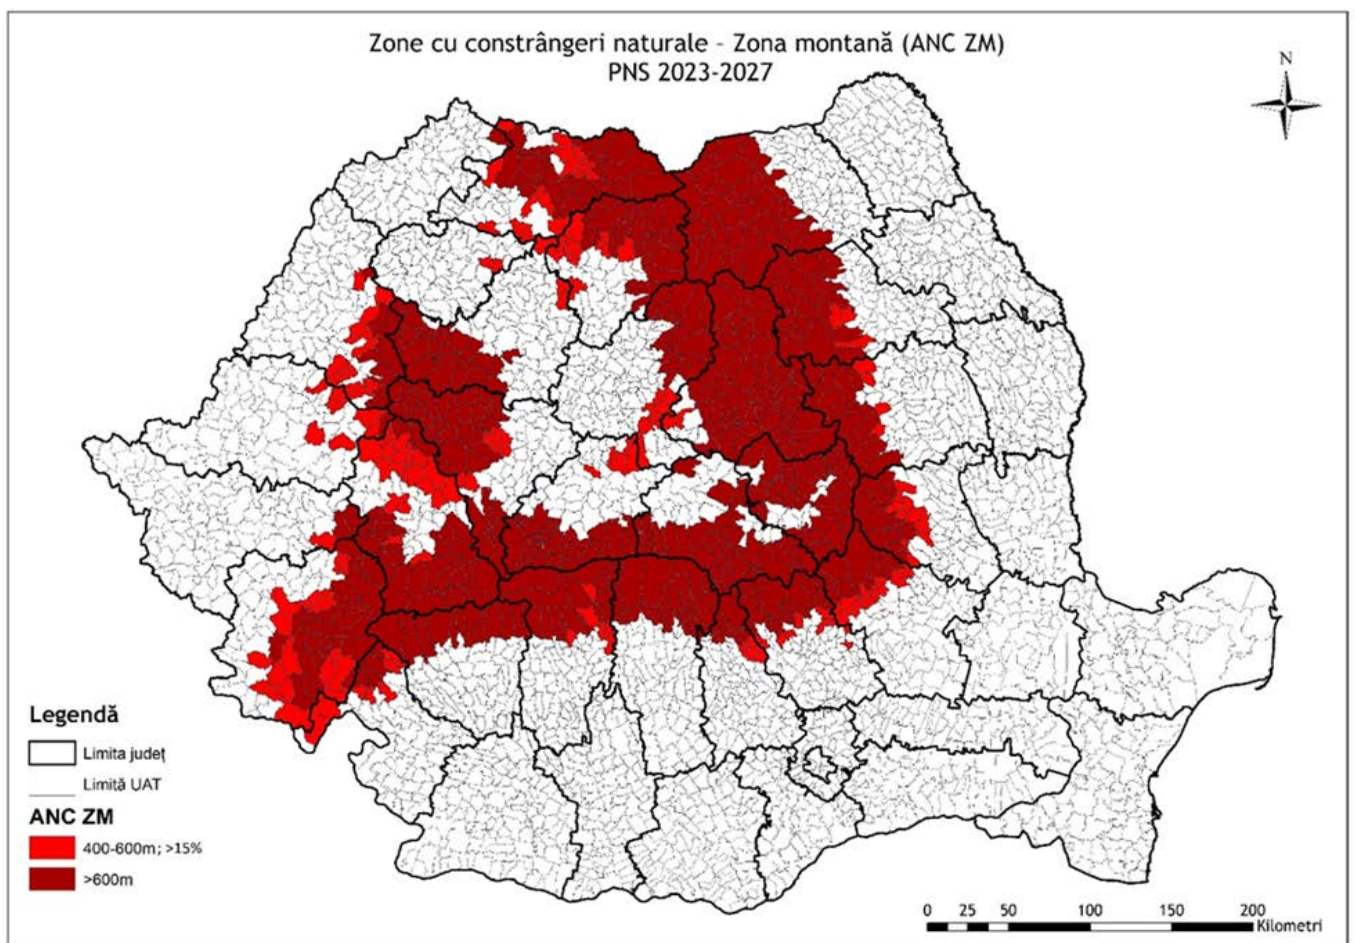 Zone cu constrângeri naturale – Zona montană (ANC ZM)
PNS 2023-2027
N
Legendă
Limita județ
Limită UAT
ANC ZM
400-600m; >15%
>600m
0 25 50 100 150 200
Kilometri